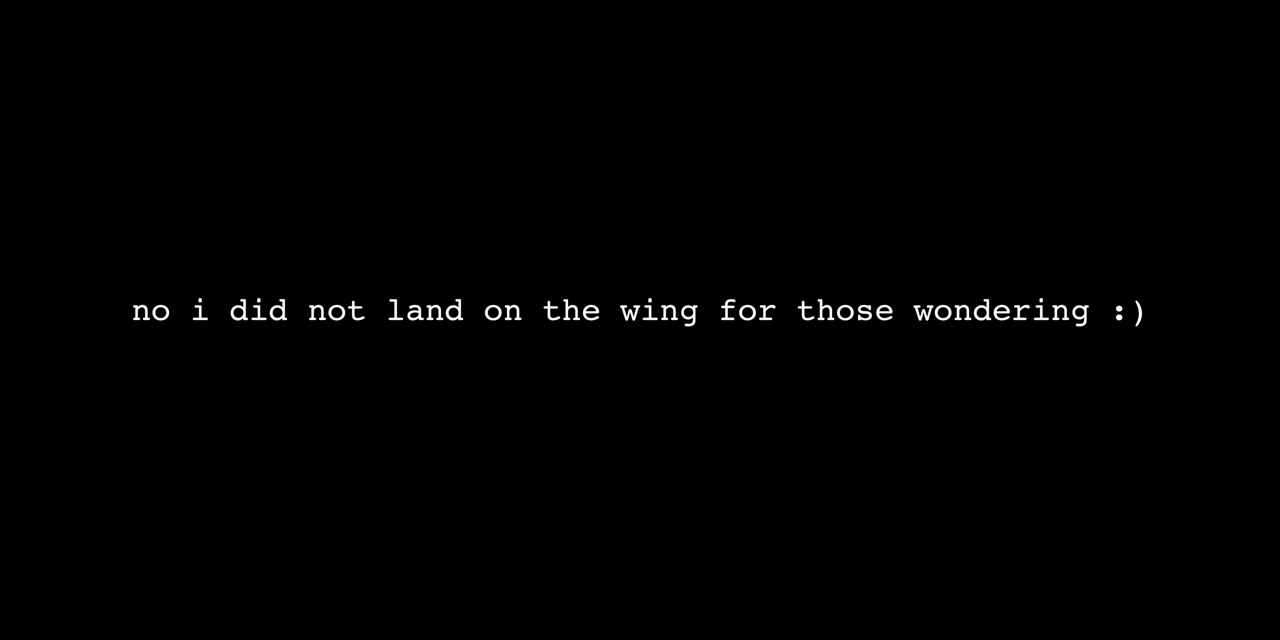 no i did not land on the wing for those wondering :)